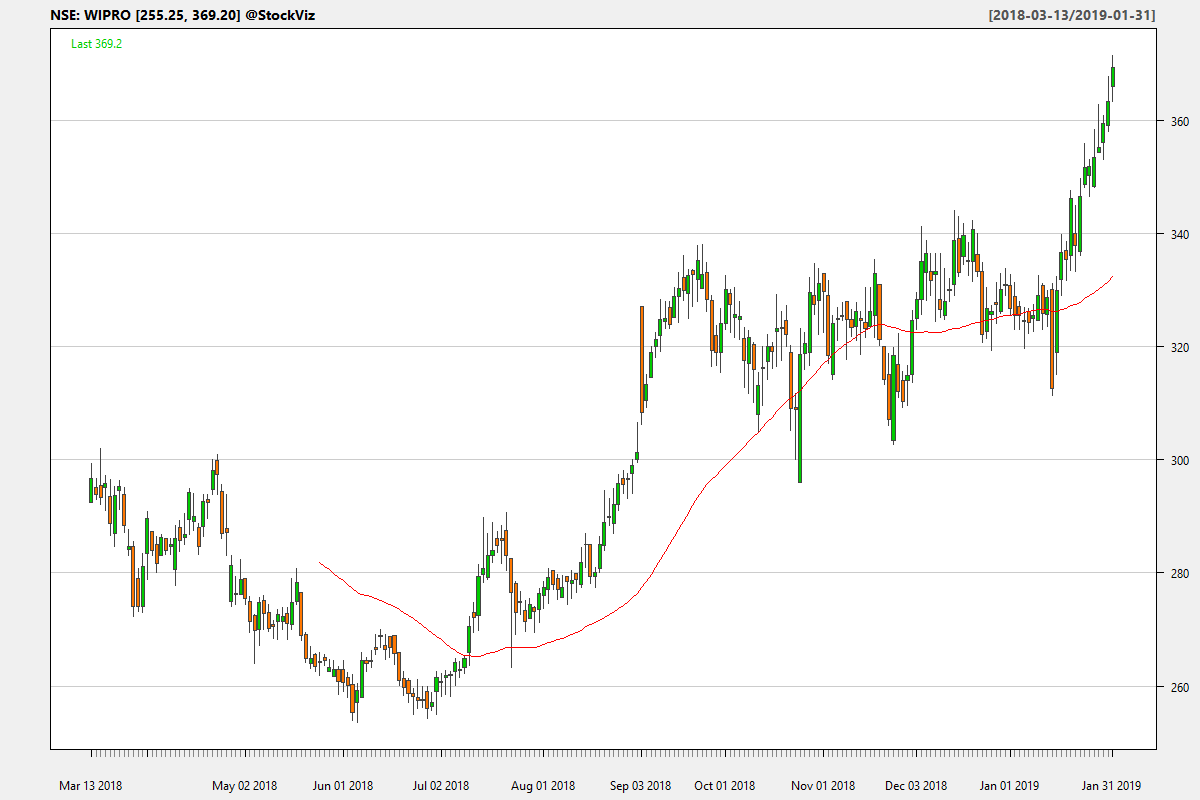 NSE: WIPRO [255.25, 369.20] @StockViz
[2018-03-13/2019-01-31]
Last 369.2
360
340
320
300
280
260
Mar 13 2018
May 02 2018
Jun 01 2018
Jul 02 2018
Aug 01 2018
Sep 03 2018
Oct 01 2018
Nov 01 2018
Dec 03 2018
Jan 01 2019
Jan 31 2019